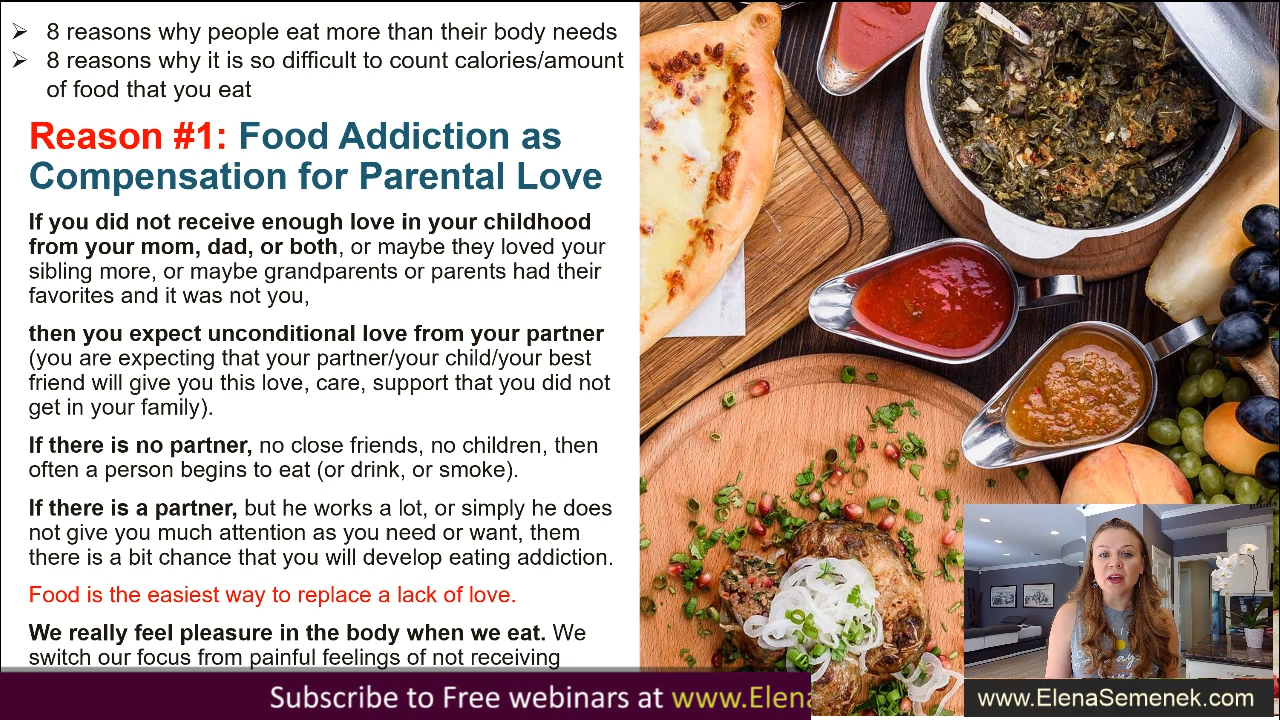 ➢ 8 reasons why people eat more than their body needs
➢ 8 reasons why it is so difficult to count calories/amount
of food that you eat
Reason #1: Food Addiction as
Compensation for Parental Love
If you did not receive enough love in your childhood
from your mom, dad, or both, or maybe they loved your
sibling more, or maybe grandparents or parents had their
favorites and it was not you,
then you expect unconditional love from your partner
(you are expecting that your partner/your child/your best
friend will give you this love, care, support that you did not
get in your family).
If there is no partner, no close friends, no children, then
often a person begins to eat (or drink, or smoke).
If there is a partner, but he works a lot, or simply he does
not give you much attention as you need or want, them
there is a bit chance that you will develop eating addiction.
Food is the easiest way to replace a lack of love.
We really feel pleasure in the body when we eat. We
switch our focus from painful feelings of not receiving
Subscribe to Free webinars at www.Elena
www.ElenaSemenek.com